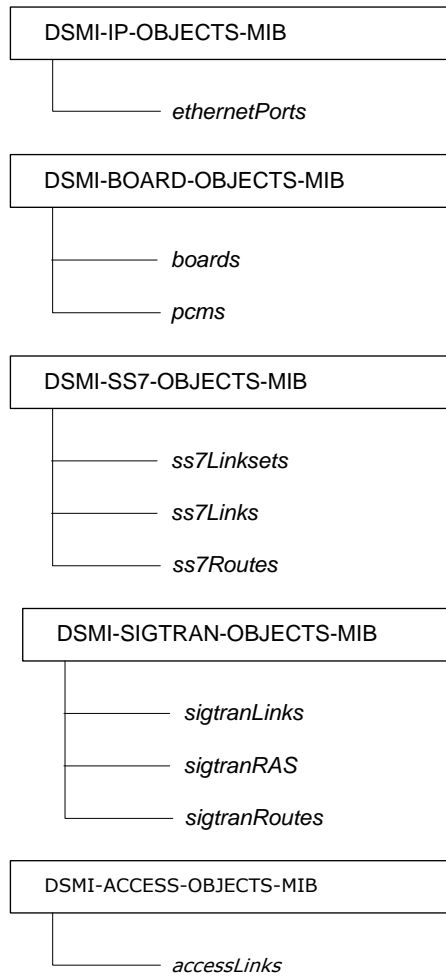 DSMI-IP-OBJECTS-MIB
ethernetPorts
DSMI-BOARD-OBJECTS-MIB
boards
pcms
DSMI-SS7-OBJECTS-MIB
ss7Linksets
ss7Links
ss7Routes
DSMI-SIGTRAN-OBJECTS-MIB
sigtranLinks
sigtranRAS
sigtranRoutes
DSMI-ACCESS-OBJECTS-MIB
accessLinks